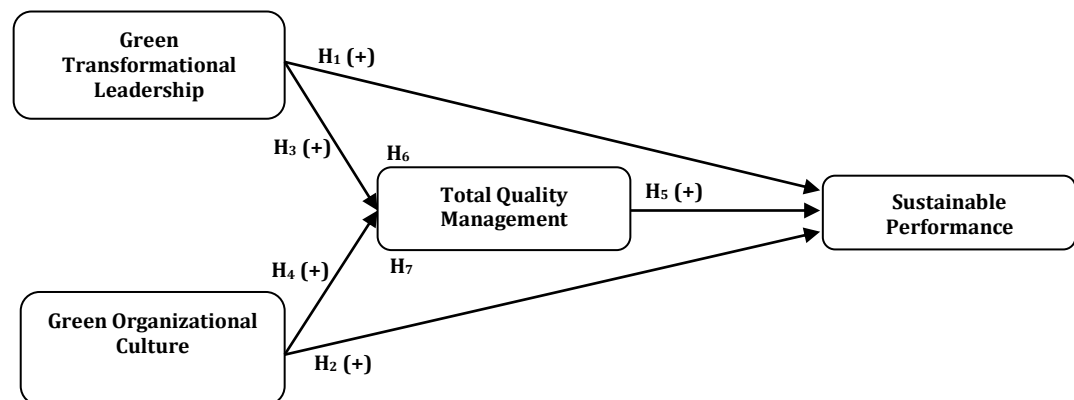 Green
Transformational
Leadership
H₁ (+)
H₃ (+)
H₆
Total Quality
Management
H₅ (+)
Sustainable
Performance
H₇
H₄ (+)
Green Organizational
Culture
H₂ (+)